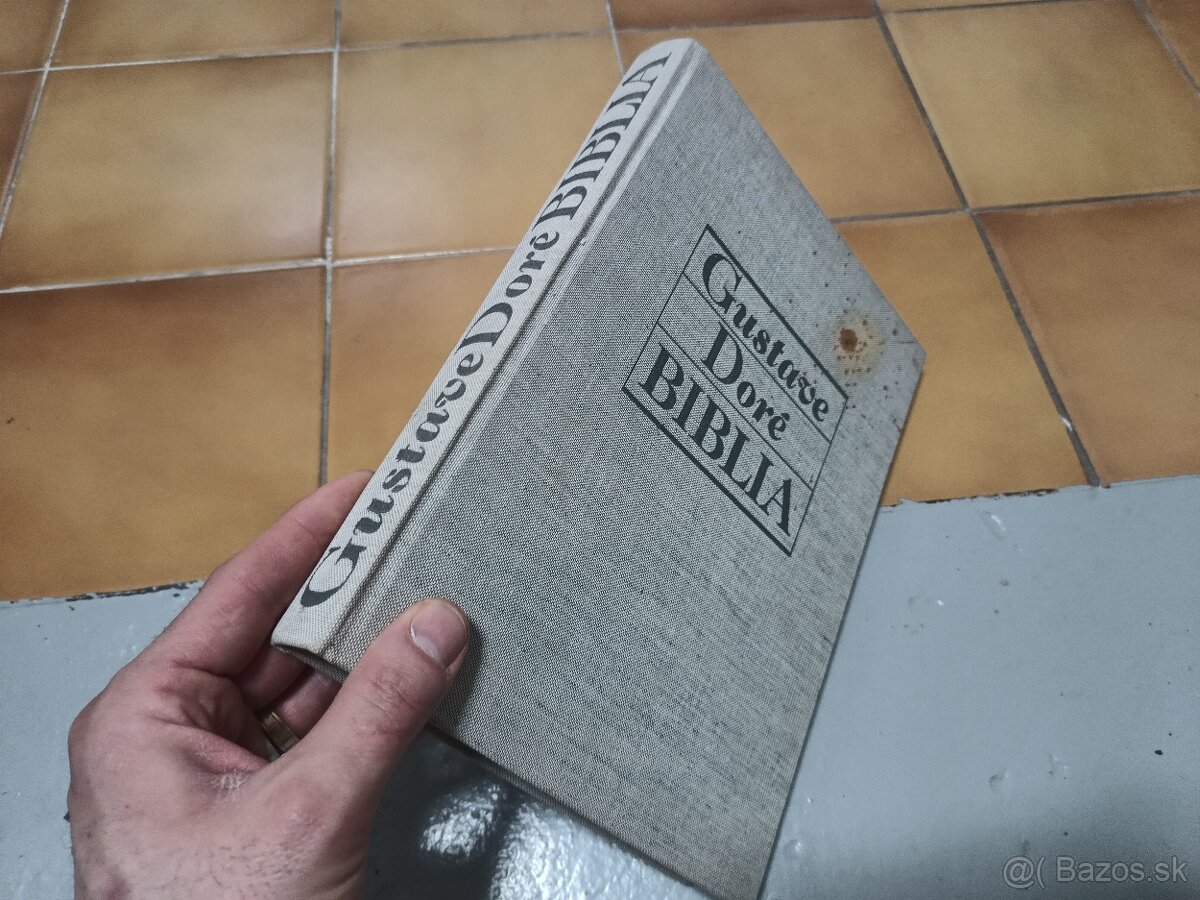 Gustave Doré BIBLIA
Gustave
Doré
BIBLIA
@( Bazos.sk